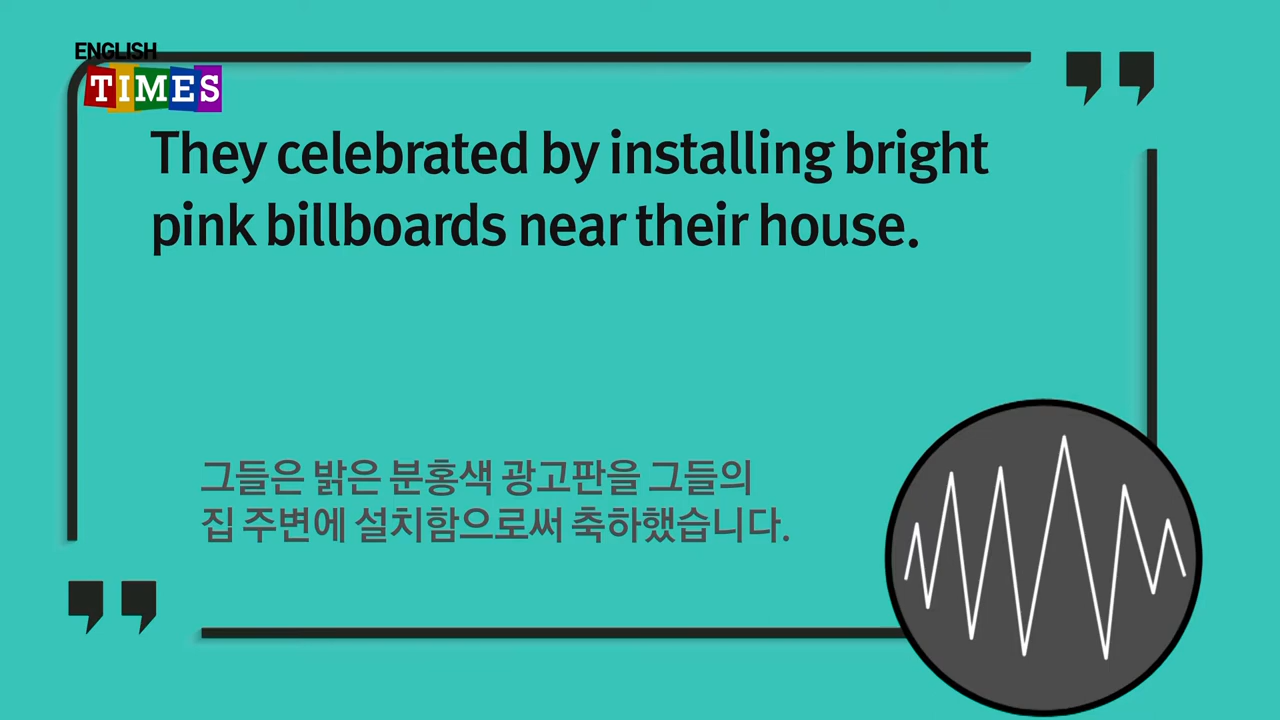 ENGLISH
TIMES
They celebrated by installing bright
pink billboards near their house.
그들은 밝은 분홍색 광고판을 그들의
집 주변에 설치함으로써 축하했습니다.